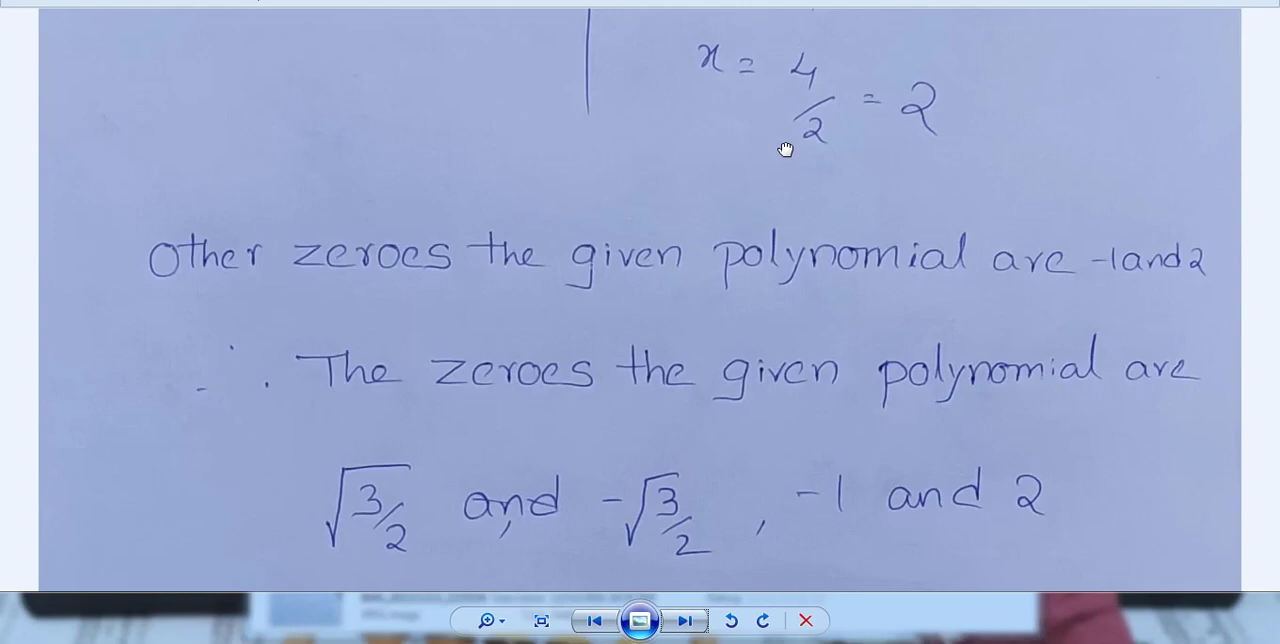 x = 4/2 = 2
Other zeroes the given polynomial are -1 and 2
∴ The zeroes the given polynomial are
√3/2 and -√3/2, -1 and 2